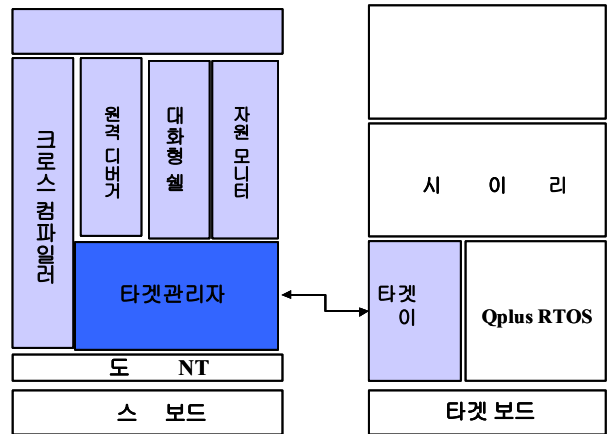 크로스 컴파일러
원격 디버거
대화형 쉘
자원 모니터
타겟관리자
도 NT
스 보드
시 이 리
타겟
이
Qplus RTOS
타겟 보드